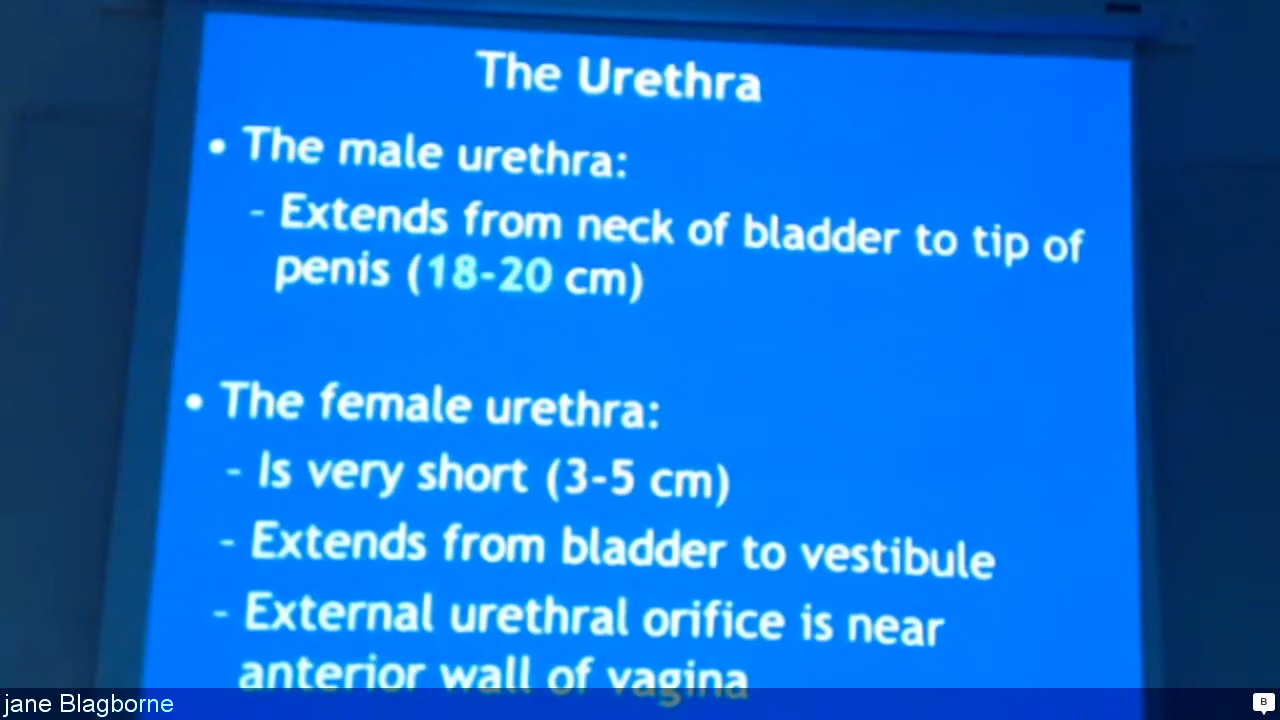 The Urethra
• The male urethra:
- Extends from neck of bladder to tip of
penis (18-20 cm)
• The female urethra:
- Is very short (3-5 cm)
- Extends from bladder to vestibule
- External urethral orifice is near
anterior wall of vagina
jane Blagborne
B